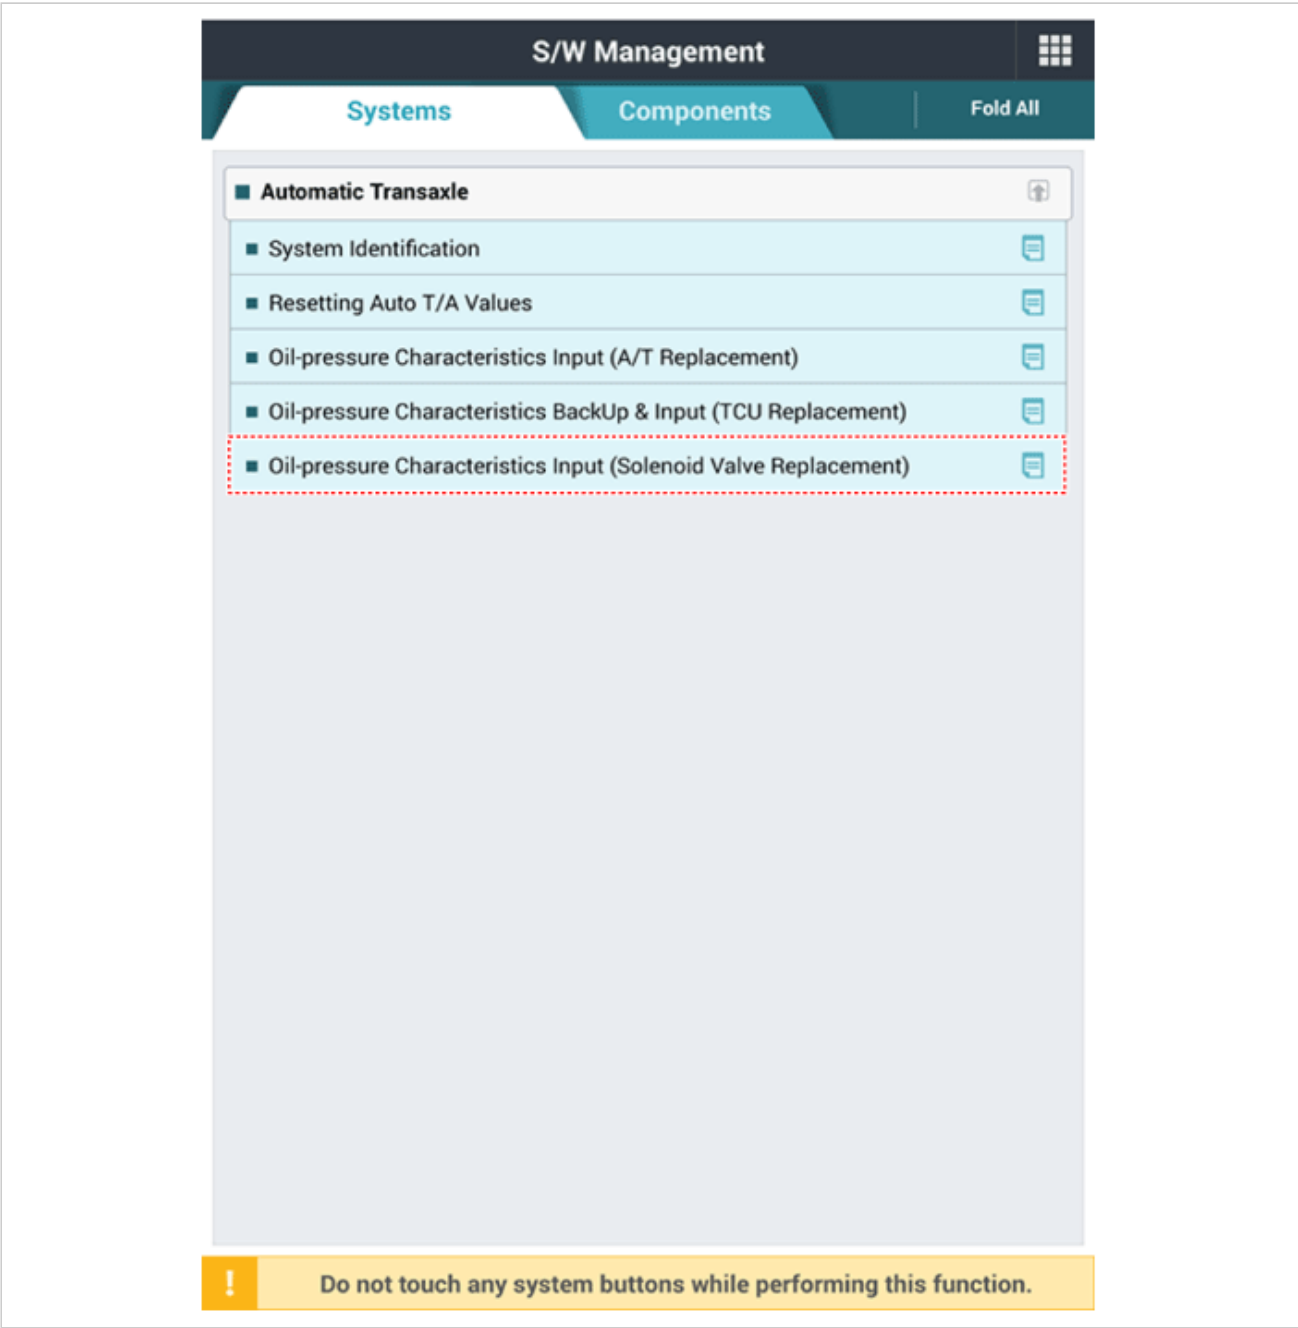 S/W Management
Systems
Components
Fold All
Automatic Transaxle
System Identification
Resetting Auto T/A Values
Oil-pressure Characteristics Input (A/T Replacement)
Oil-pressure Characteristics BackUp & Input (TCU Replacement)
Oil-pressure Characteristics Input (Solenoid Valve Replacement)
! Do not touch any system buttons while performing this function.